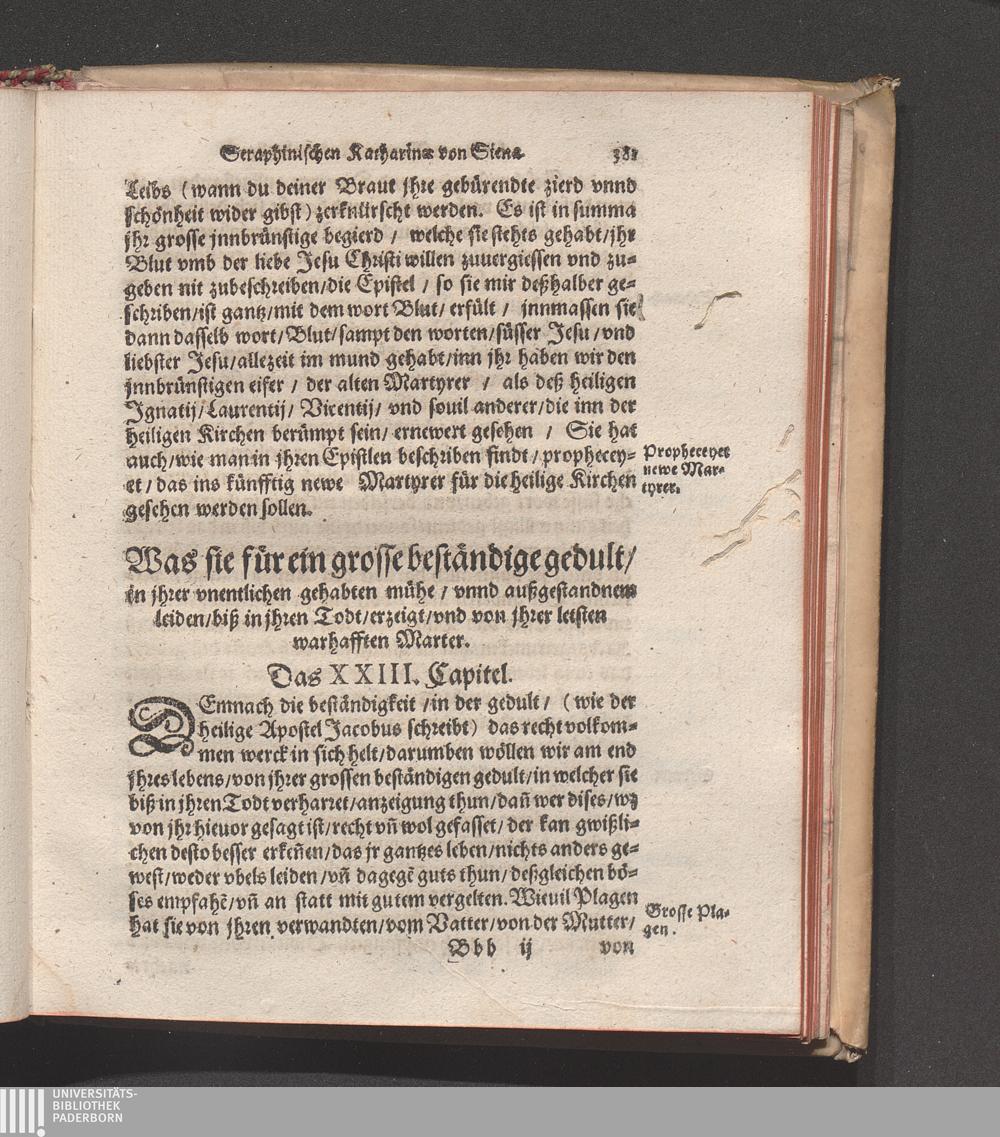 Seraphinischen Katharinæ von Siena. 381
Leibs (wann du deiner Braut jhre gebürendte zierd vnnd
schönheit wider gibst) zerknürscht werden. Es ist in summa
jhr grosse jnnbrünstige begierd / welche sie stehts gehabt/jhr
Blut vmb der liebe Jesu Christi willen zuuergiessen vnd zu-
geben nit zubeschreiben/die Epistel / so sie mir deßhalber ge-
schriben/ist gantz/mit dem wort Blut/ erfült / jnnmassen sie
dann dasselb wort/Blut/sampt den worten/süsser Jesu/vnd
liebster Jesu/allezeit im mund gehabt/inn jhr haben wir den
jnnbrünstigen eifer / der alten Martyrer / als deß heiligen
Ignatij/Laurentij/ Vicentij/ vnd souil anderer/die inn der
heiligen Kirchen berümpt sein/ ernewert gesehen / Sie hat
auch/wie man in jhren Epistlen beschriben findt/prophecey-
et/das ins künfftig newe Martyrer für die heilige Kirchen
gesehen werden sollen.
Propheceyet
newe Mar-
tyrer.
Was sie für ein grosse beständige gedult/
in jhrer vnentlichen gehabten mühe / vnnd außgestandnem
leiden/biß in jhren Todt/erzeigt/vnd von jhrer letsten
warhafften Marter.
Das XXIII. Capitel.
DEmnach die beständigkeit/in der gedult/ (wie der
heilige Apostel Jacobus schreibt) das recht volkom-
men werck in sich helt/darumben wöllen wir am end
jhres lebens/von jhrer grossen beständigen gedult/in welcher sie
biß in jhren Todt verharret/anzeigung thun/dañ wer dises/wz
von jhr hieuor gesagt ist/recht vñ wol gefasset/der kan gwißli-
chen desto besser erkeñen/das jr gantzes leben/nichts anders ge-
west/weder vbels leiden/vñ dagegē guts thun/deßgleichen bö-
ses empfahē/vñ an statt mit gutem vergelten. Wieuil Plagen
hat sie von jhren verwandten/vom Vatter/von der Mutter/
Grosse Pla-
gen.
Bbb ij von
UNIVERSITÄTS-
BIBLIOTHEK
PADERBORN